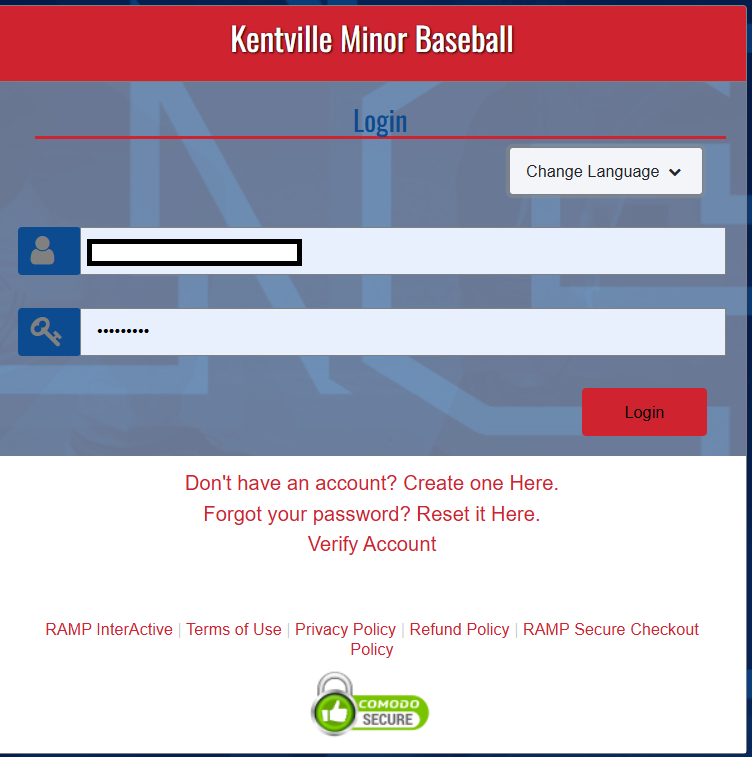 Kentville Minor Baseball
Login
Change Language
•••••••••
Login
Don't have an account? Create one Here.
Forgot your password? Reset it Here.
Verify Account
RAMP InterActive | Terms of Use | Privacy Policy | Refund Policy | RAMP Secure Checkout
Policy
COMODO
SECURE